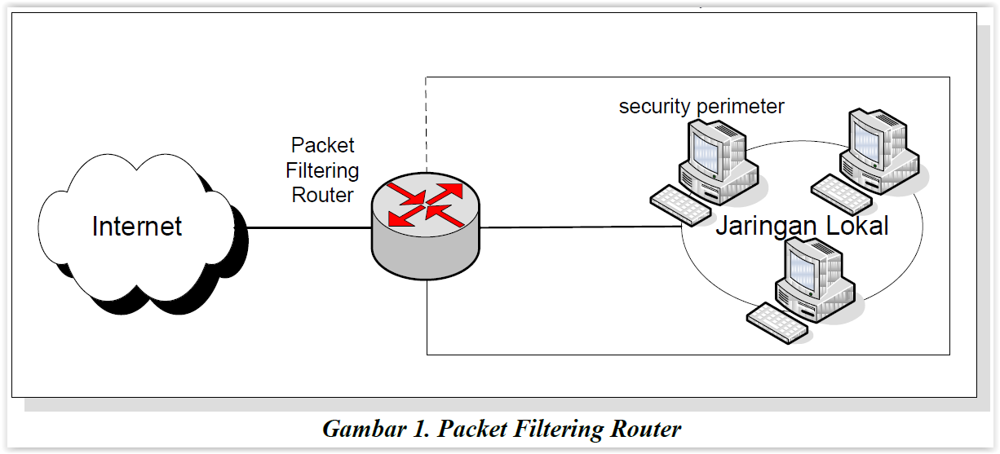 security perimeter
Packet
Filtering
Router
Internet
Jaringan Lokal
Gambar 1. Packet Filtering Router